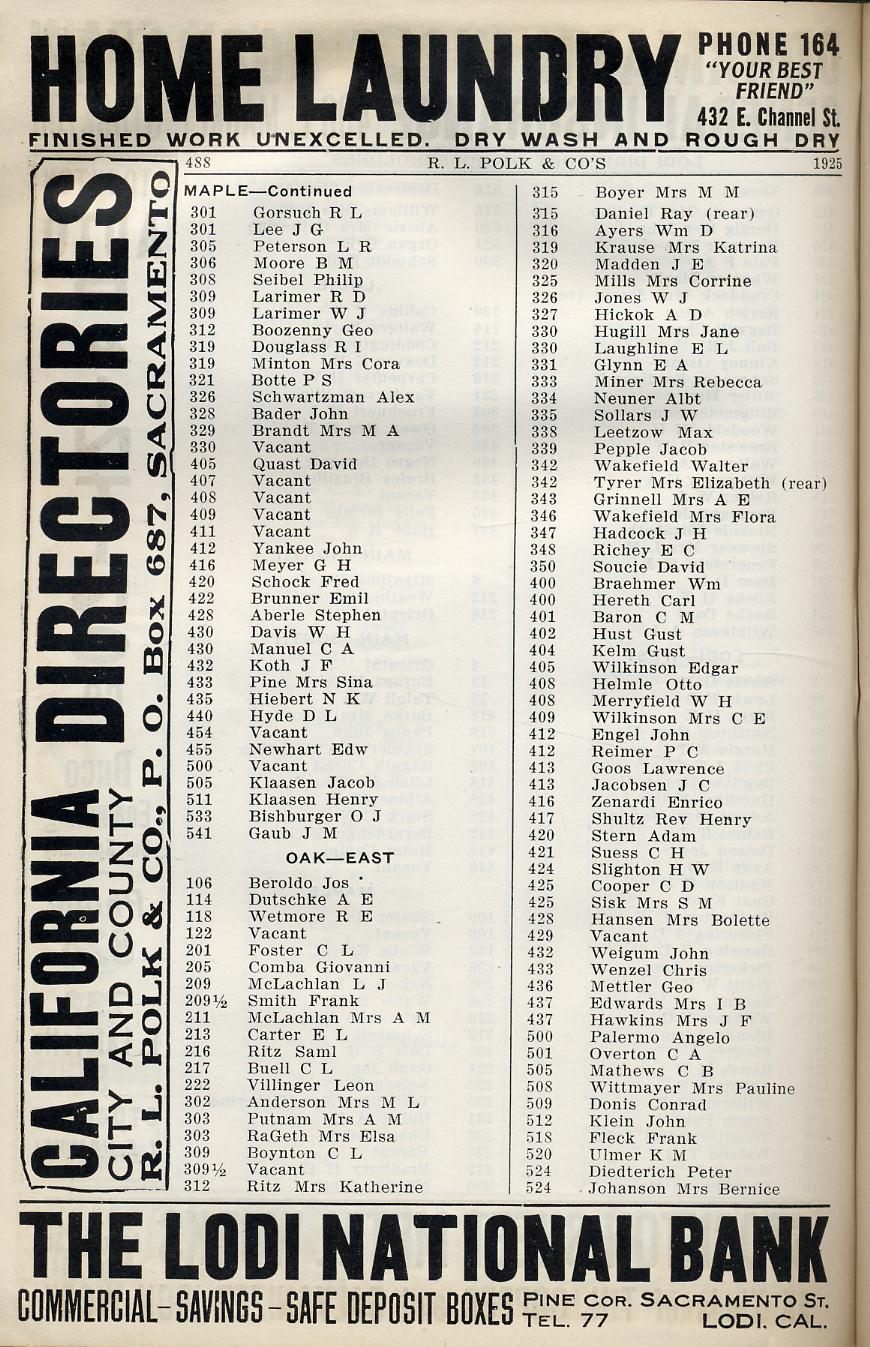 HOME LAUNDRY
PHONE 164
"YOUR BEST
FRIEND"
432 E. Channel St.
FINISHED WORK UNEXCELLED. DRY WASH AND ROUGH DRY
CALIFORNIA DIRECTORIES
CITY AND COUNTY
R. L. POLK & CO., P. O. Box 687, SACRAMENTO
488 R. L. POLK & CO'S 1925
MAPLE—Continued
301 Gorsuch R L
301 Lee J G
305 Peterson L R
306 Moore B M
308 Seibel Philip
309 Larimer R D
309 Larimer W J
312 Boozenny Geo
319 Douglass R I
319 Minton Mrs Cora
321 Botte P S
326 Schwartzman Alex
328 Bader John
329 Brandt Mrs M A
330 Vacant
405 Quast David
407 Vacant
408 Vacant
409 Vacant
411 Vacant
412 Yankee John
416 Meyer G H
420 Schock Fred
422 Brunner Emil
428 Aberle Stephen
430 Davis W H
430 Manuel C A
432 Koth J F
433 Pine Mrs Sina
435 Hiebert N K
440 Hyde D L
454 Vacant
455 Newhart Edw
500 Vacant
505 Klaasen Jacob
511 Klaasen Henry
533 Bishburger O J
541 Gaub J M
OAK—EAST
106 Beroldo Jos
114 Dutschke A E
118 Wetmore R E
122 Vacant
201 Foster C L
205 Comba Giovanni
209 McLachlan L J
209½ Smith Frank
211 McLachlan Mrs A M
213 Carter E L
216 Ritz Saml
217 Buell C L
222 Villinger Leon
302 Anderson Mrs M L
303 Putnam Mrs A M
303 RaGeth Mrs Elsa
309 Boynton C L
309½ Vacant
312 Ritz Mrs Katherine
315 Boyer Mrs M M
315 Daniel Ray (rear)
316 Ayers Wm D
319 Krause Mrs Katrina
320 Madden J E
325 Mills Mrs Corrine
326 Jones W J
327 Hickok A D
330 Hugill Mrs Jane
330 Laughline E L
331 Glynn E A
333 Miner Mrs Rebecca
334 Neuner Albt
335 Sollars J W
338 Leetzow Max
339 Pepple Jacob
342 Wakefield Walter
342 Tyrer Mrs Elizabeth (rear)
343 Grinnell Mrs A E
346 Wakefield Mrs Flora
347 Hadcock J H
348 Richey E C
350 Soucie David
400 Braehmer Wm
400 Hereth Carl
401 Baron C M
402 Hust Gust
404 Kelm Gust
405 Wilkinson Edgar
408 Helmle Otto
408 Merryfield W H
409 Wilkinson Mrs C E
412 Engel John
412 Reimer P C
413 Goos Lawrence
413 Jacobsen J C
416 Zenardi Enrico
417 Shultz Rev Henry
420 Stern Adam
421 Suess C H
424 Slighton H W
425 Cooper C D
425 Sisk Mrs S M
428 Hansen Mrs Bolette
429 Vacant
432 Weigum John
433 Wenzel Chris
436 Mettler Geo
437 Edwards Mrs I B
437 Hawkins Mrs J F
500 Palermo Angelo
501 Overton C A
505 Mathews C B
508 Wittmayer Mrs Pauline
509 Donis Conrad
512 Klein John
518 Fleck Frank
520 Ulmer K M
524 Diedterich Peter
524 Johanson Mrs Bernice
THE LODI NATIONAL BANK
COMMERCIAL–SAVINGS–SAFE DEPOSIT BOXES
PINE COR. SACRAMENTO ST.
TEL. 77 LODI, CAL.